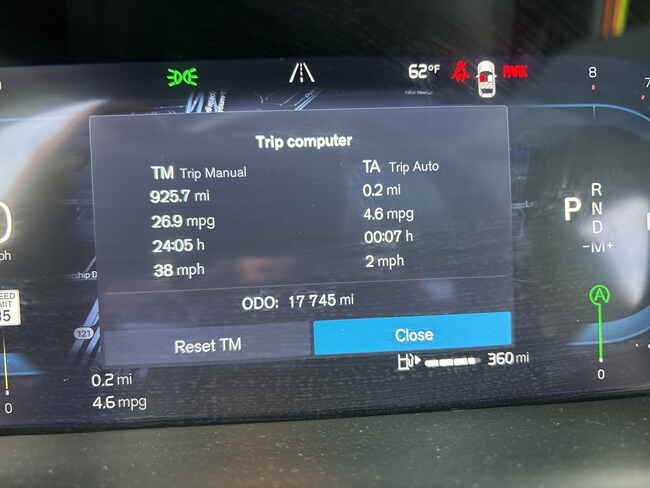 62°F
PARK
8
7
Trip computer
TM Trip Manual
925.7 mi
26.9 mpg
24:05 h
38 mph
TA Trip Auto
0.2 mi
4.6 mpg
00:07 h
2 mph
ODO: 17 745 mi
Reset TM
Close
P
R
N
D
-M+
A
0
121
0
360 mi
0.2 mi
4.6 mpg